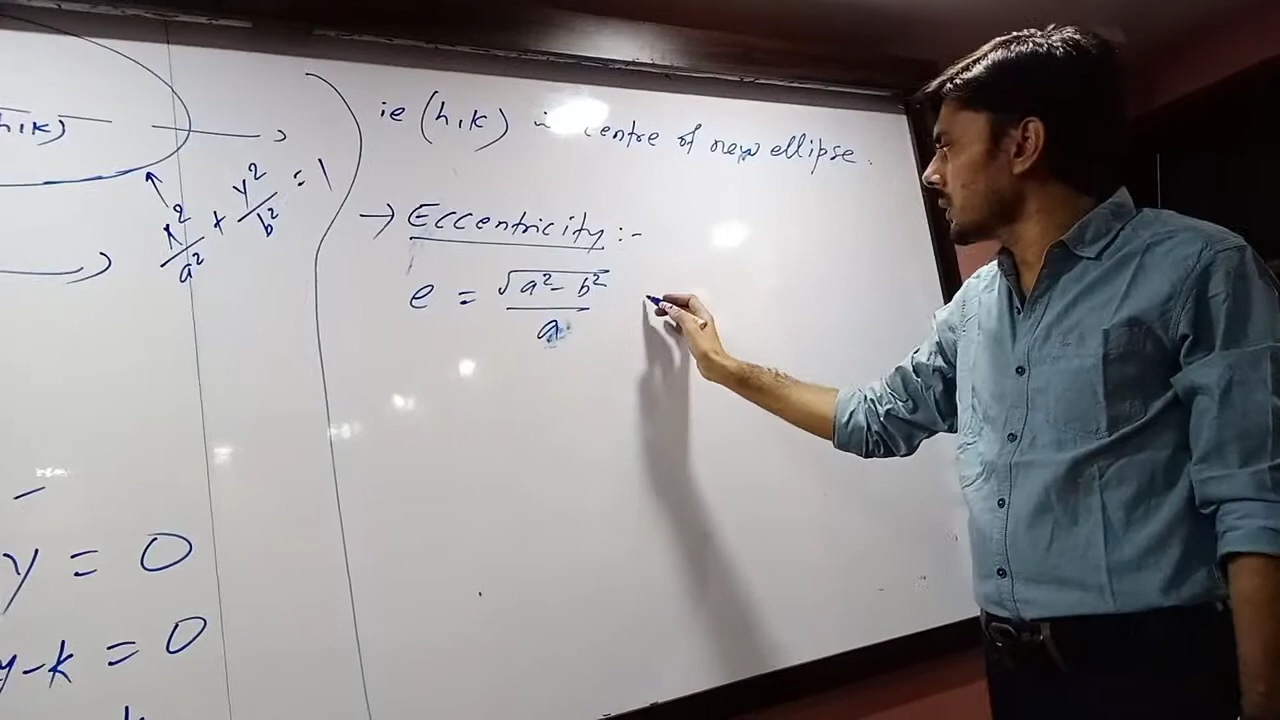 h,k)
x²/a² + y²/b² = 1
y = 0
y-k = 0
ie (h,k) is centre of new ellipse.
→ Eccentricity :-
e = √a²-b² / a